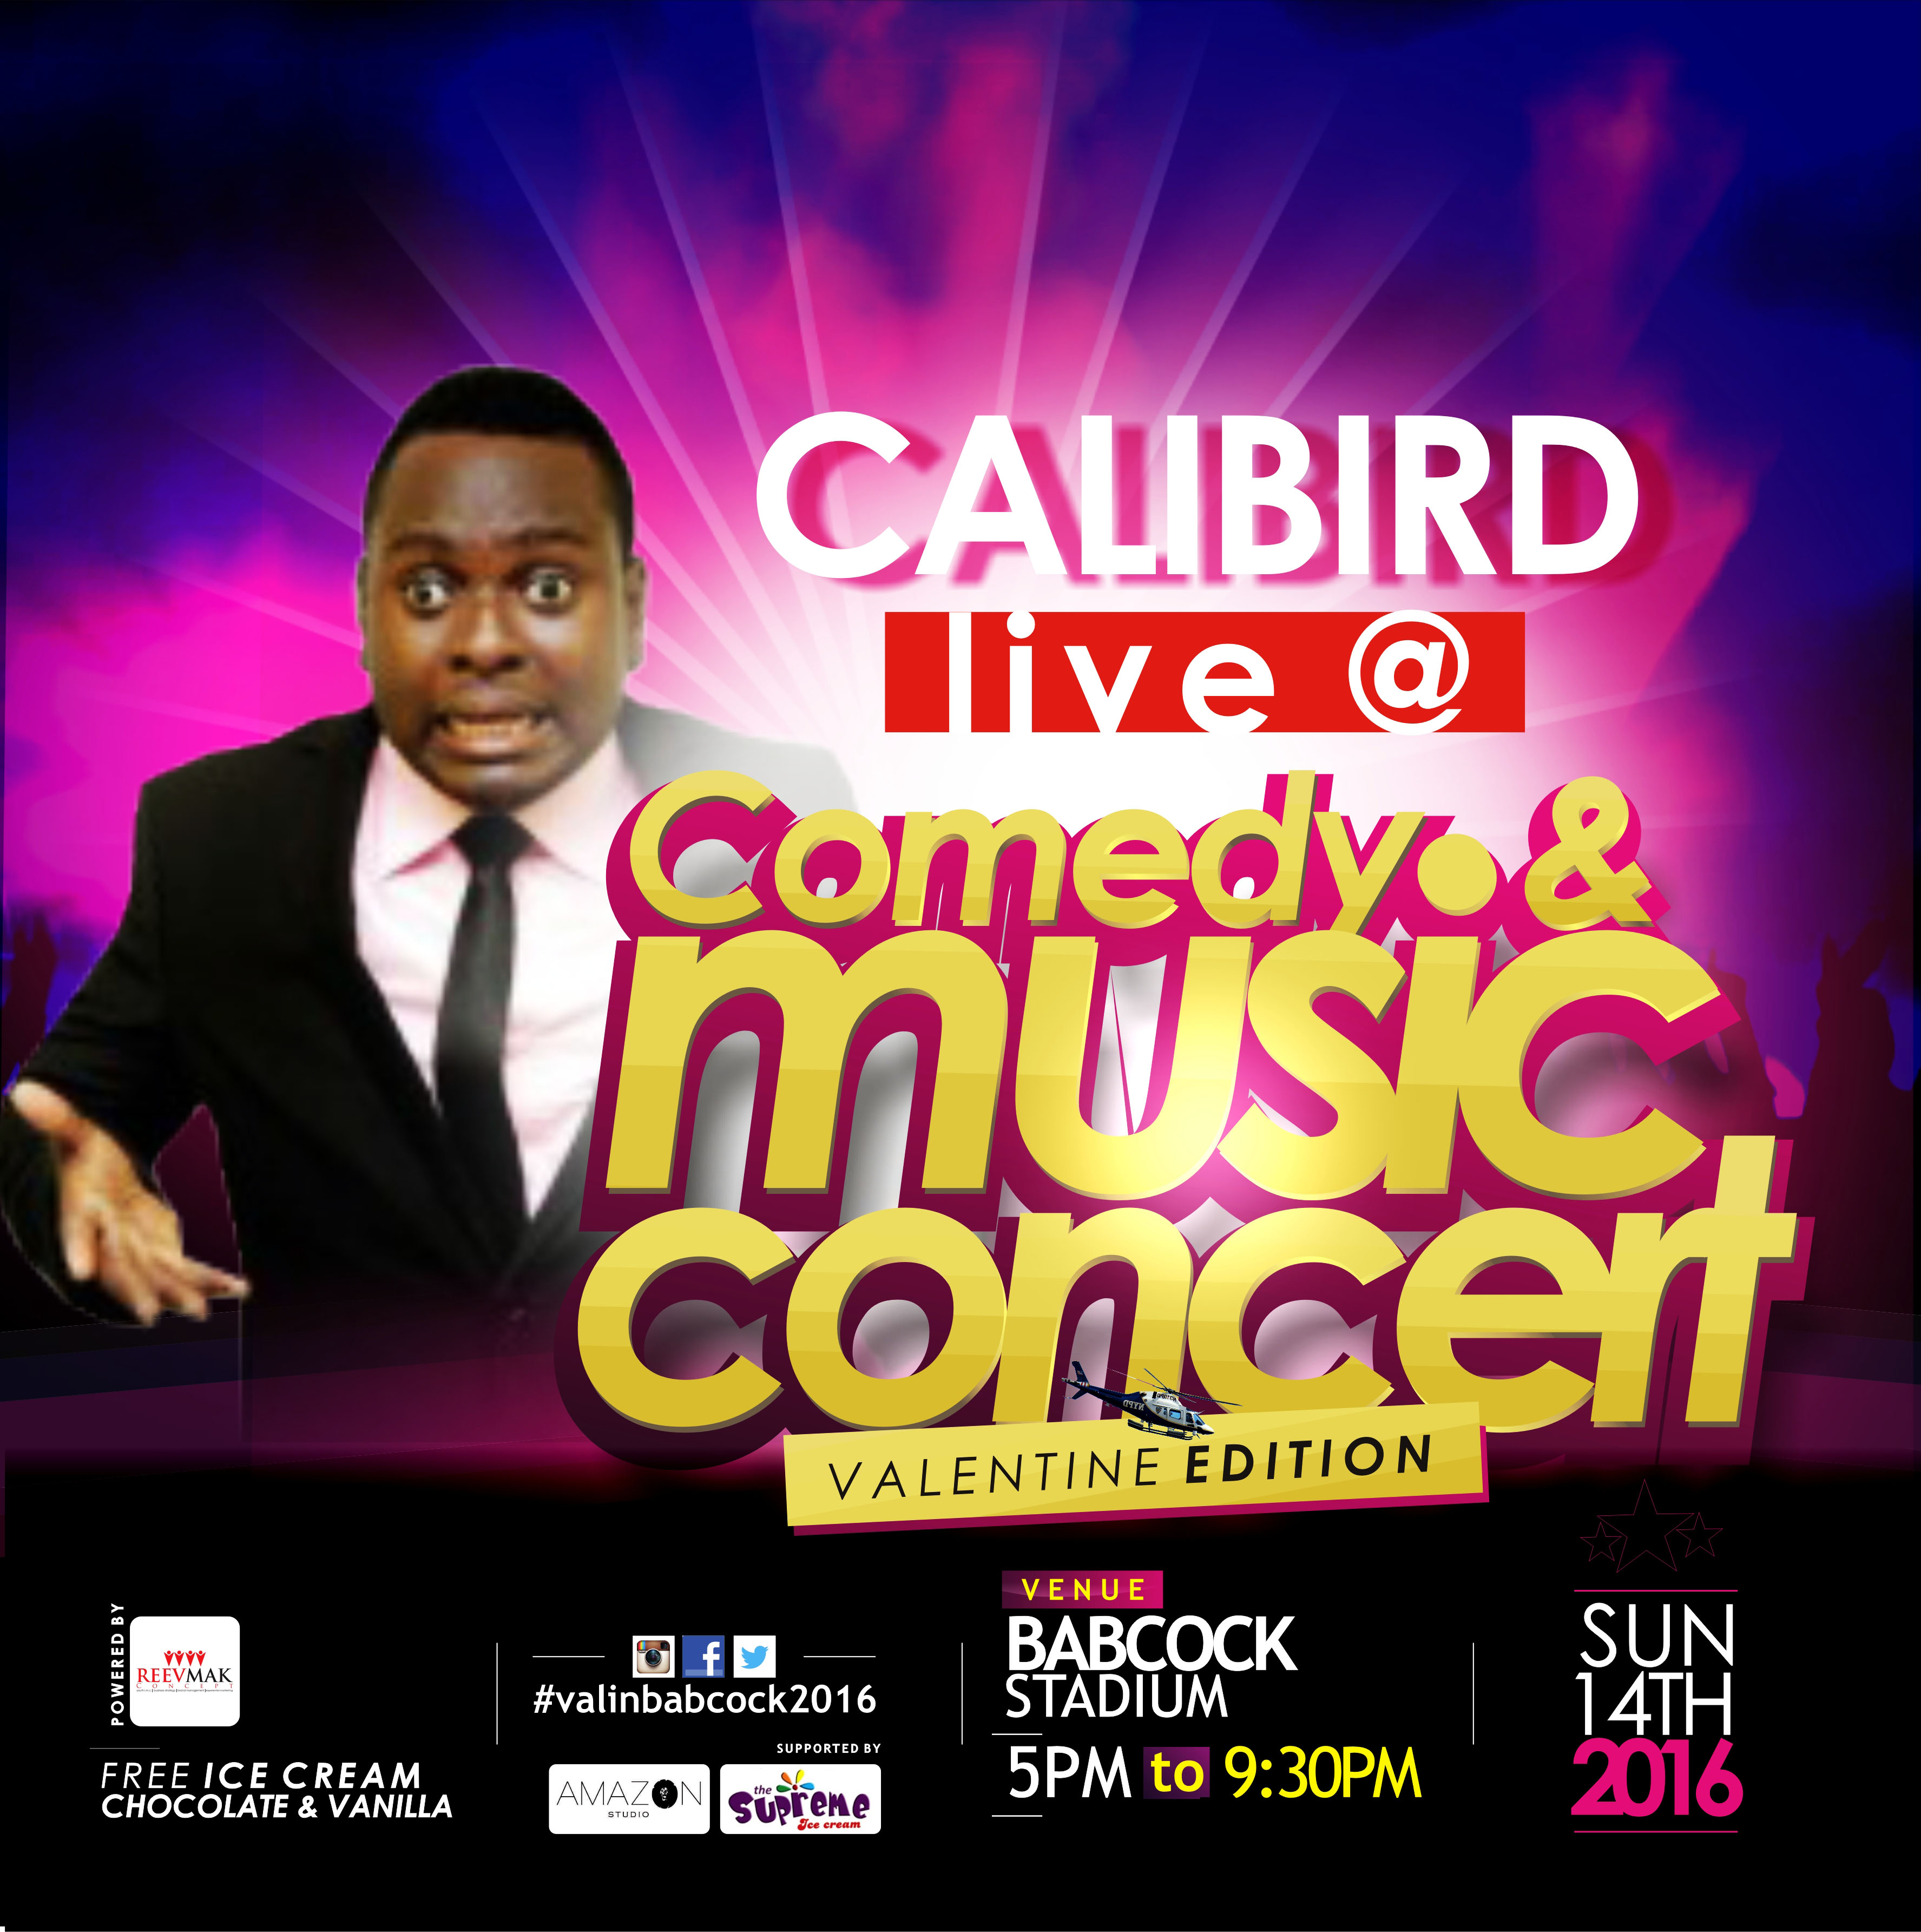 CALIBIRD
live @
Comedy. &
music
concert
VALENTINE EDITION
POWERED BY
REEVMAK
CONCEPT
FREE ICE CREAM
CHOCOLATE & VANILLA
#valinbabcock2016
SUPPORTED BY
AMAZON
STUDIO
the
Supreme
Ice cream
VENUE
BABCOCK
STADIUM
5PM to 9:30PM
SUN
14TH
2016